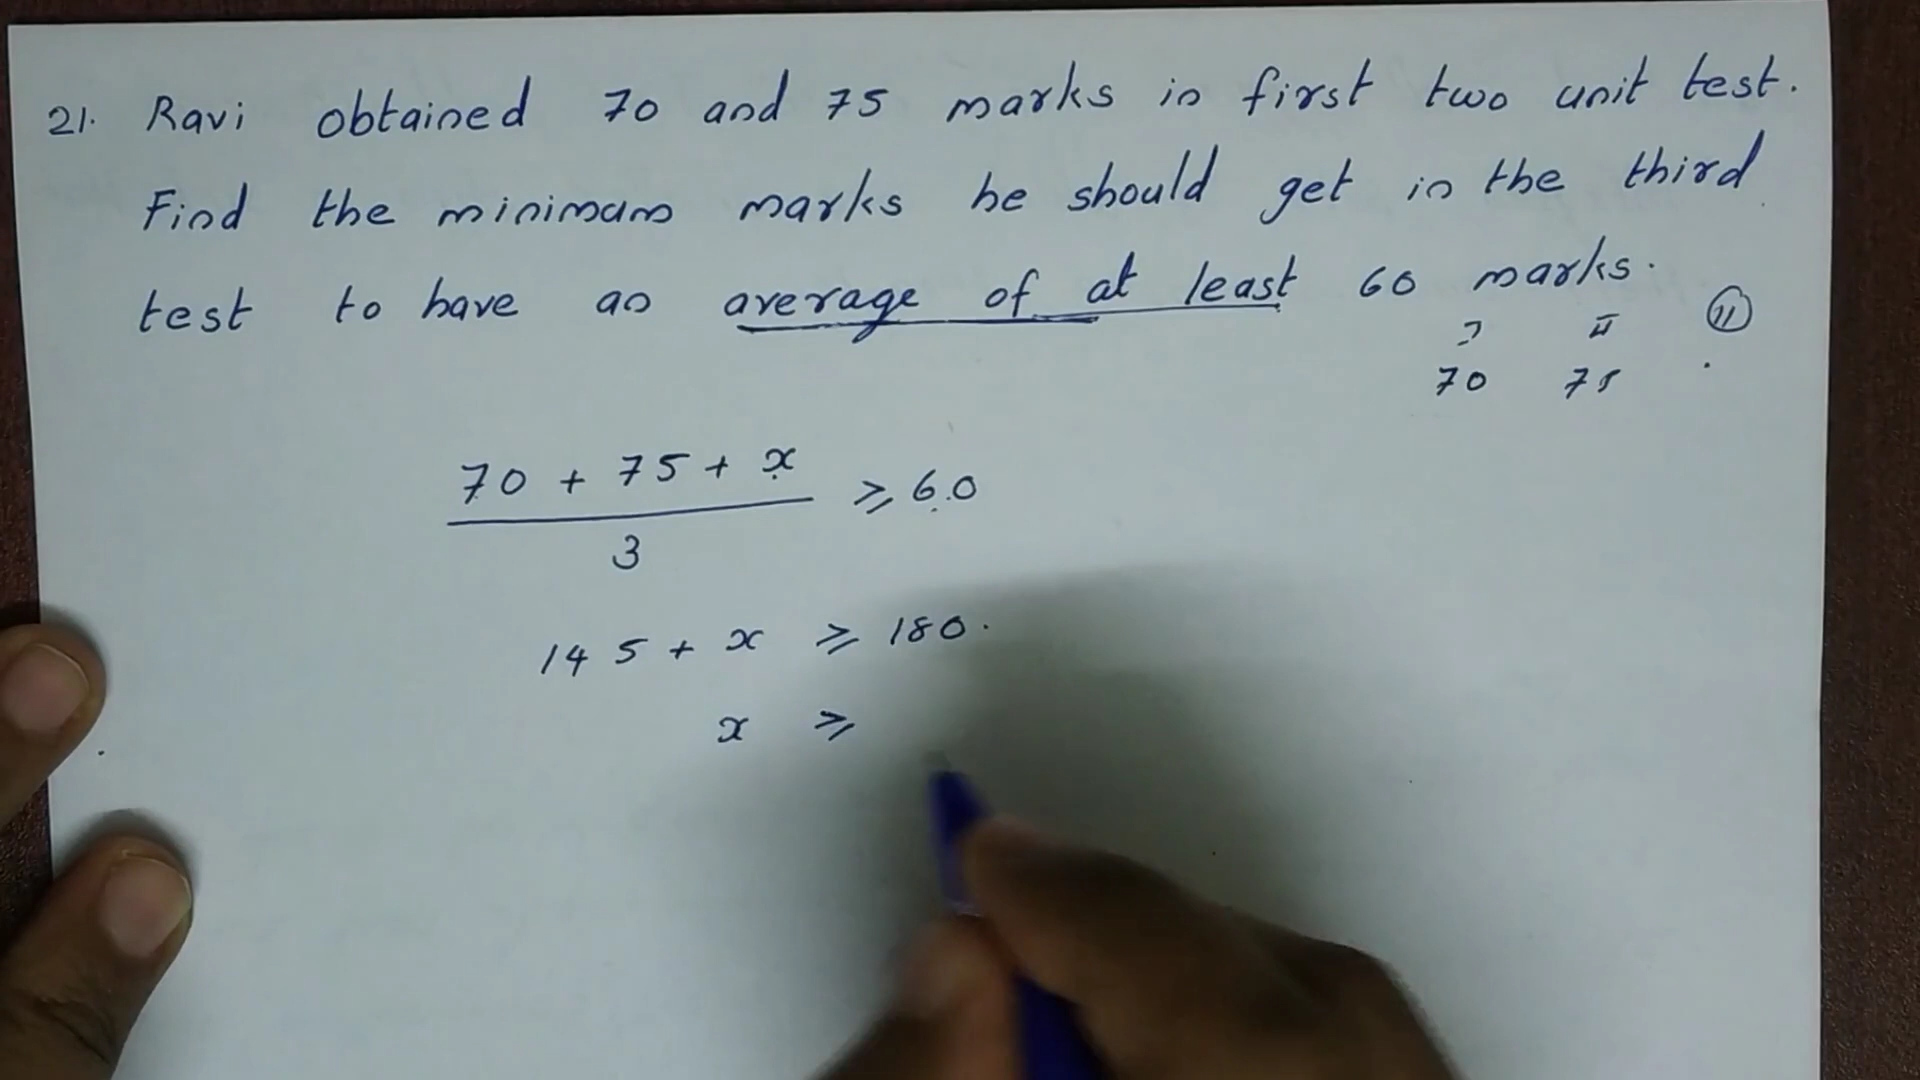 21. Ravi obtained 70 and 75 marks in first two unit test.
Find the minimum marks he should get in the third
test to have an average of at least 60 marks.
I II 11
70 75
70 + 75 + x ≥ 60
3
145 + x ≥ 180.
x ≥